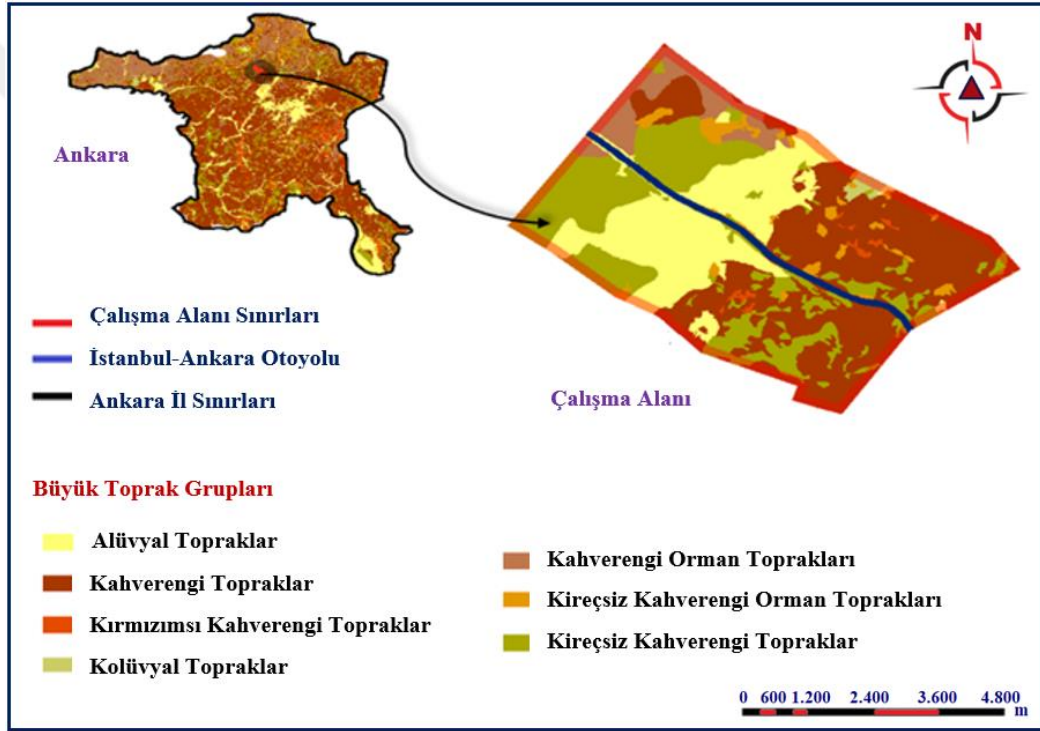 N
Ankara
Çalışma Alanı Sınırları
İstanbul-Ankara Otoyolu
Ankara İl Sınırları
Çalışma Alanı
Büyük Toprak Grupları
Alüvyal Topraklar
Kahverengi Topraklar
Kırmızımsı Kahverengi Topraklar
Kolüvyal Topraklar
Kahverengi Orman Toprakları
Kireçsiz Kahverengi Orman Toprakları
Kireçsiz Kahverengi Topraklar
0 600 1.200 2.400 3.600 4.800
m